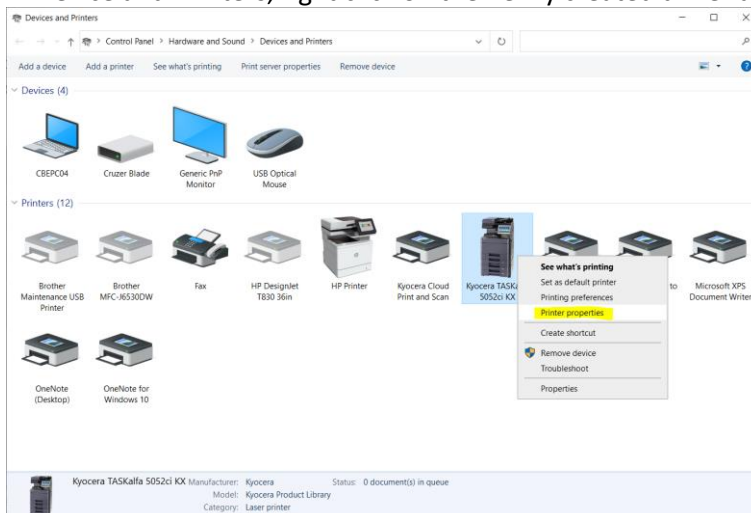 Devices and Printers
Control Panel > Hardware and Sound > Devices and Printers
Add a device Add a printer See what's printing Print server properties Remove device
Devices (4)
CBEPC04 Cruzer Blade Generic PnP Monitor USB Optical Mouse
Printers (12)
Brother Maintenance USB Printer
Brother MFC-J6530DW
Fax
HP DesignJet T830 36in
HP Printer
Kyocera Cloud Print and Scan
Kyocera TASKa
5052ci KX
to
Microsoft XPS Document Writer
See what's printing
Set as default printer
Printing preferences
Printer properties
Create shortcut
Remove device
Troubleshoot
Properties
OneNote (Desktop)
OneNote for Windows 10
Kyocera TASKalfa 5052ci KX Manufacturer: Kyocera Status: 0 document(s) in queue
Model: Kyocera Product Library
Category: Laser printer